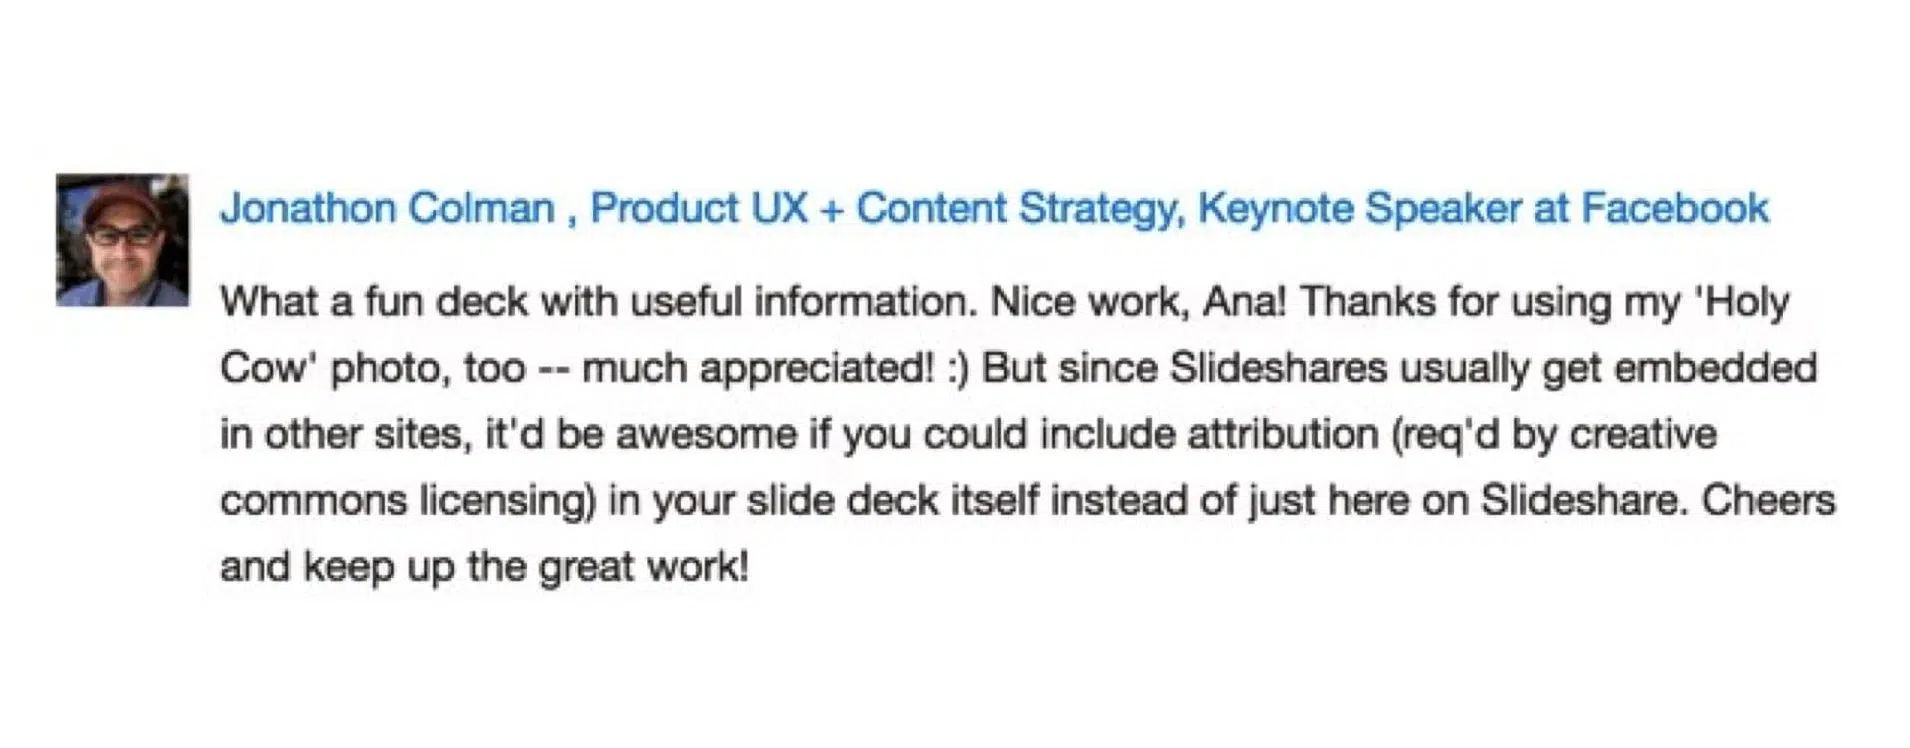 Jonathon Colman , Product UX + Content Strategy, Keynote Speaker at Facebook
What a fun deck with useful information. Nice work, Ana! Thanks for using my 'Holy
Cow' photo, too -- much appreciated! :) But since Slideshares usually get embedded
in other sites, it'd be awesome if you could include attribution (req'd by creative
commons licensing) in your slide deck itself instead of just here on Slideshare. Cheers
and keep up the great work!